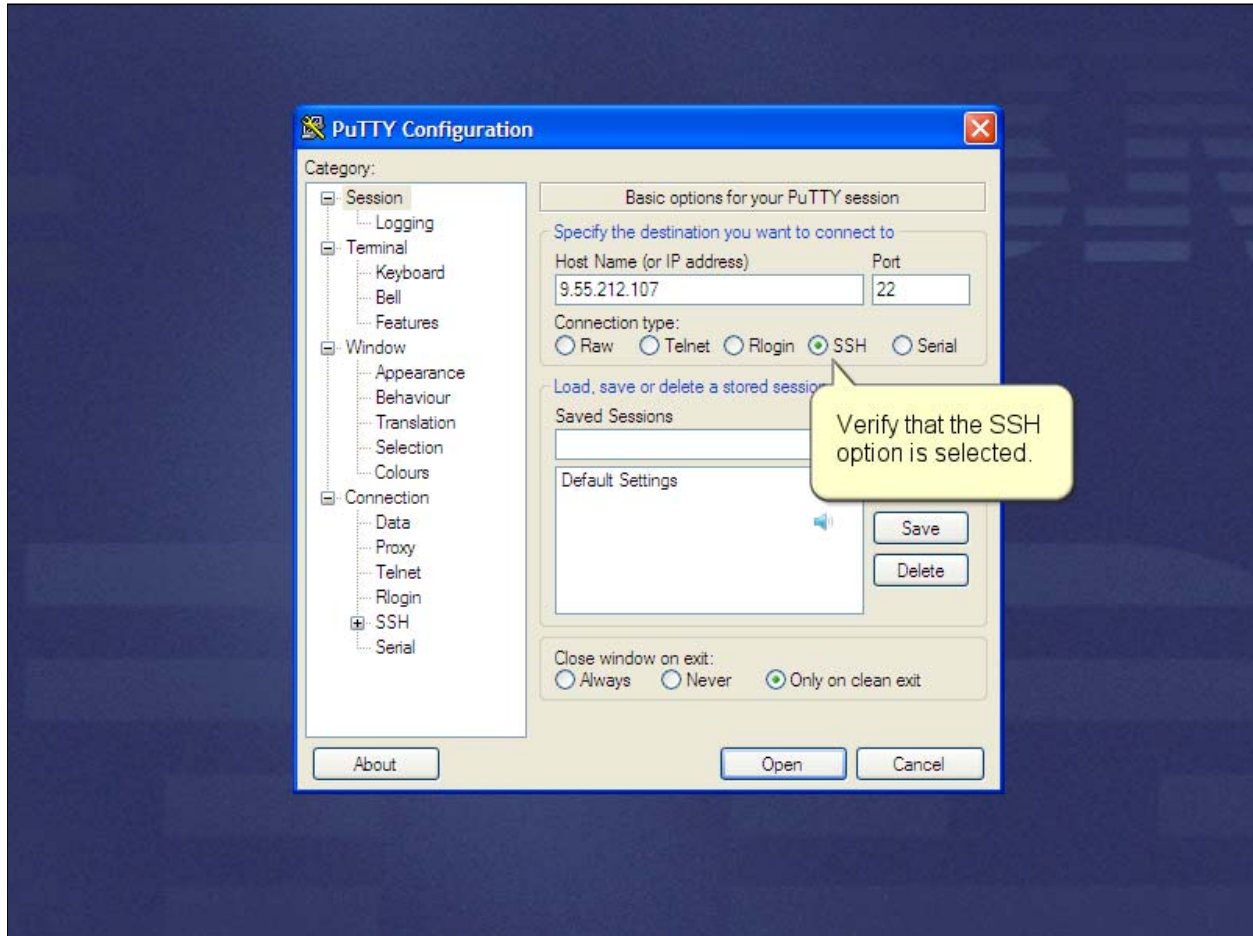 PuTTY Configuration
Category:
Session
Logging
Terminal
Keyboard
Bell
Features
Window
Appearance
Behaviour
Translation
Selection
Colours
Connection
Data
Proxy
Telnet
Rlogin
SSH
Serial
Basic options for your PuTTY session
Specify the destination you want to connect to
Host Name (or IP address) Port
9.55.212.107 22
Connection type:
Raw Telnet Rlogin SSH Serial
Load, save or delete a stored session
Saved Sessions
Default Settings
Verify that the SSH
option is selected.
Save
Delete
Close window on exit:
Always Never Only on clean exit
About Open Cancel